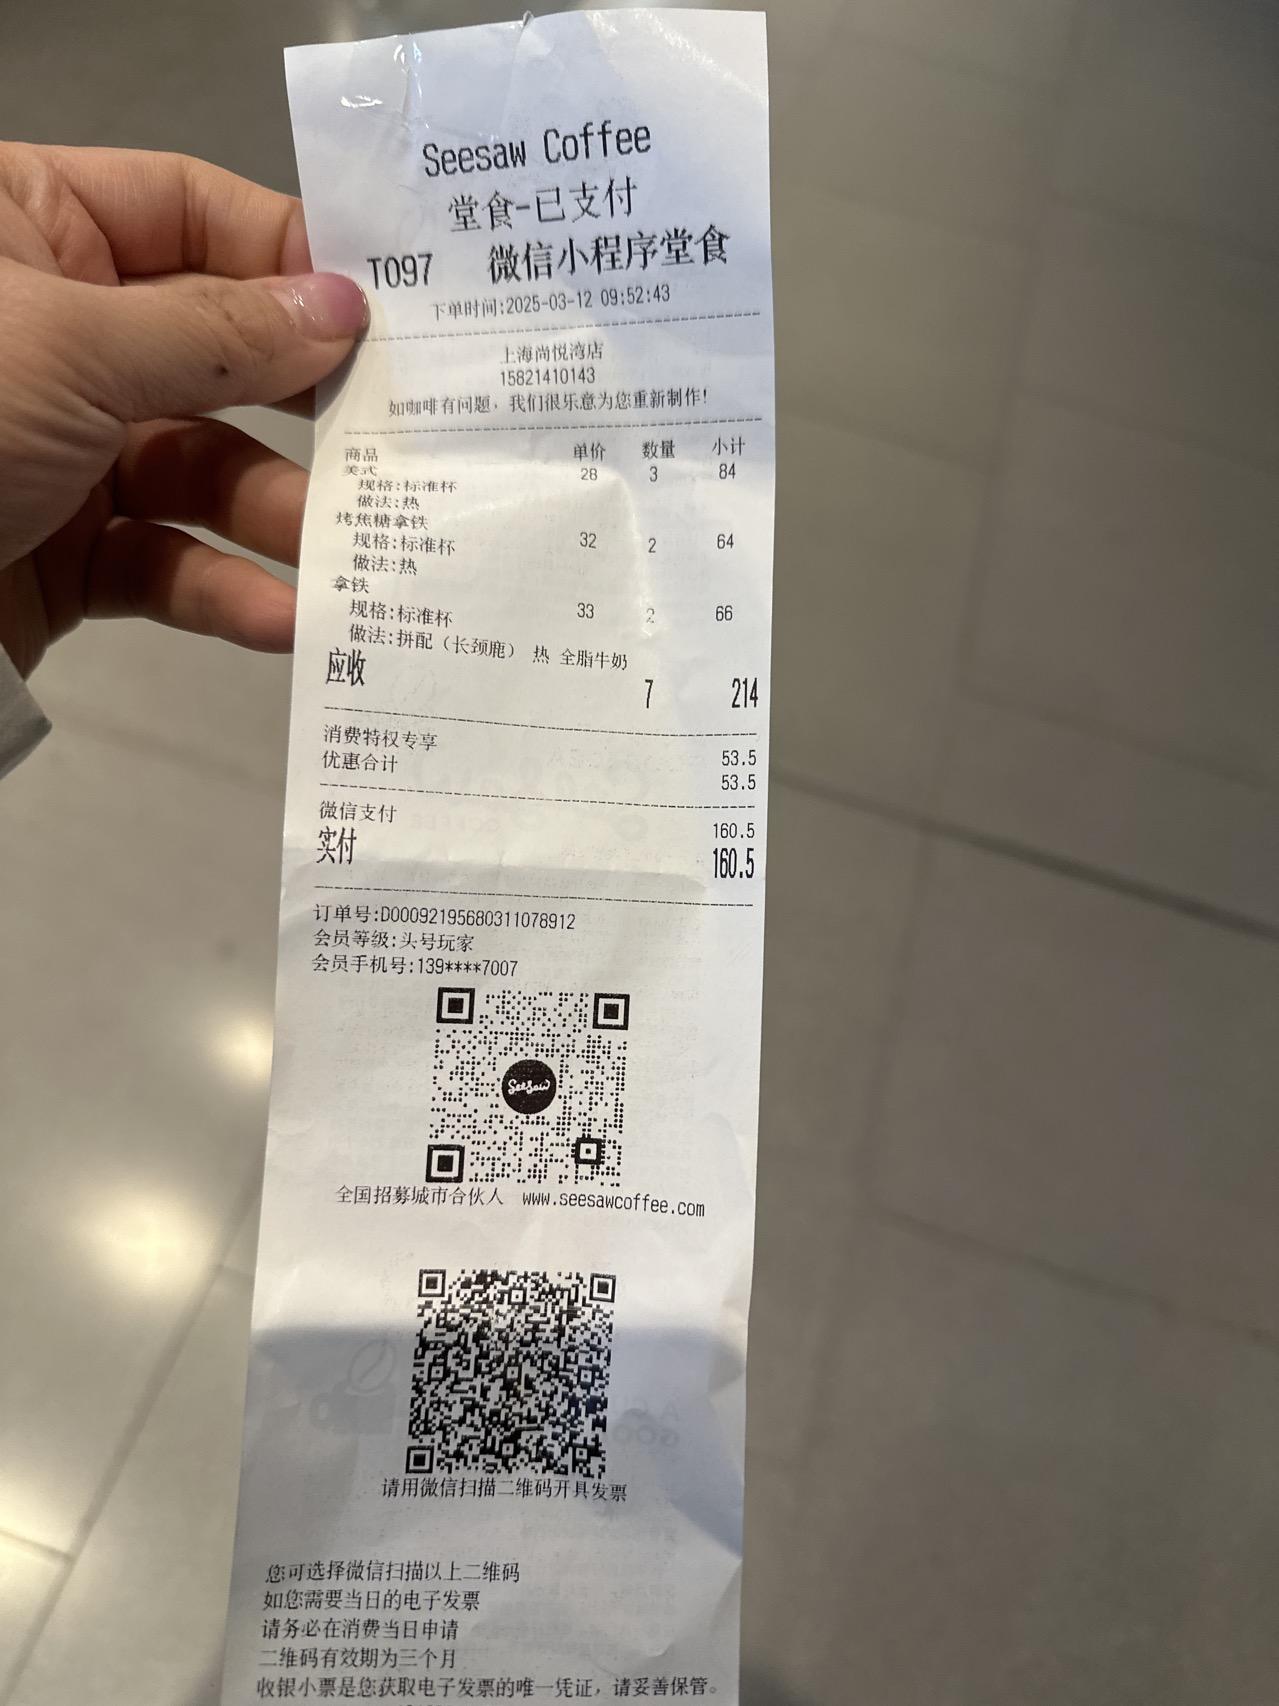 Seesaw Coffee
堂食-已支付
T097 微信小程序堂食
下单时间:2025-03-12 09:52:43
上海尚悦湾店
15821410143
如咖啡有问题，我们很乐意为您重新制作!
商品 单价 数量 小计
美式 28 3 84
规格:标准杯
做法:热
烤焦糖拿铁
规格:标准杯 32 2 64
做法:热
拿铁
规格:标准杯 33 2 66
做法:拼配（长颈鹿） 热 全脂牛奶
应收 7 214
消费特权专享 53.5
优惠合计 53.5
微信支付 160.5
实付 160.5
订单号:D00092195680311078912
会员等级:头号玩家
会员手机号:139****7007
Seesaw
全国招募城市合伙人 www.seesawcoffee.com
请用微信扫描二维码开具发票
您可选择微信扫描以上二维码
如您需要当日的电子发票
请务必在消费当日申请
二维码有效期为三个月
收银小票是您获取电子发票的唯一凭证，请妥善保管。